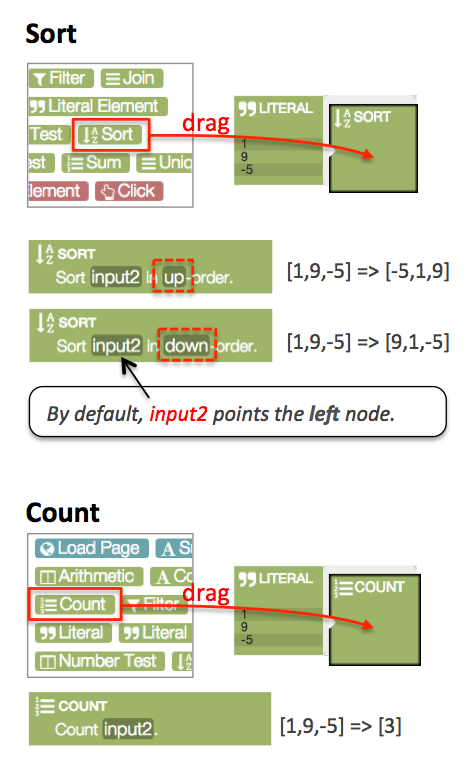 Sort
Filter Join
Literal Element
Test Sort
est Sum Uniq
lement Click
drag
LITERAL
1
9
-5
SORT
SORT
Sort input2 in up-order.
[1,9,-5] => [-5,1,9]
SORT
Sort input2 in down-order.
[1,9,-5] => [9,1,-5]
By default, input2 points the left node.
Count
Load Page S
Arithmetic Co
Count Filter
Literal Literal
Number Test
drag
LITERAL
1
9
-5
COUNT
COUNT
Count input2.
[1,9,-5] => [3]